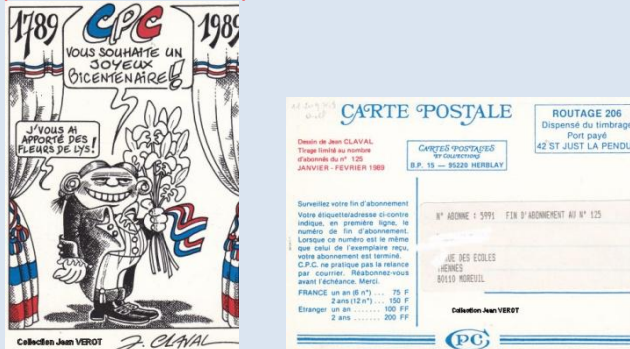 1789
CPC
1989
VOUS SOUHAITE UN
JOYEUX
BICENTENAIRE!
J'VOUS AI
APPORTÉ DES
FLEURS DE LYS!
Collection Jean VEROT
J. CLAVAL
CARTE POSTALE
ROUTAGE 206
Dispensé du timbrage
Port payé
42 ST JUST LA PENDU
Dessin de Jean CLAVAL
Tirage limité au nombre
d'abonnés du n° 125
JANVIER - FEVRIER 1989
CARTES POSTALES
ET COLLECTIONS
B.P. 15 — 95220 HERBLAY
Surveillez votre fin d'abonnement
Votre étiquette adresse ci-contre
indique, en première ligne, le
numéro de fin d'abonnement.
Lorsque ce numéro est le même
que celui de l'exemplaire reçu,
votre abonnement est terminé.
C.P.C. ne pratique pas la relance
par courrier. Réabonnez-vous
avant l'échéance. Merci.
FRANCE un an (6 n°) ... 75 F
2 ans (12 n°) ... 150 F
Etranger un an ....... 100 FF
2 ans ....... 200 FF
N° ABONNE : 5991 FIN D'ABONNEMENT AU N° 125
UE DES ECOLES
THENNES
80110 MOREUIL
Collection Jean VEROT
CPC